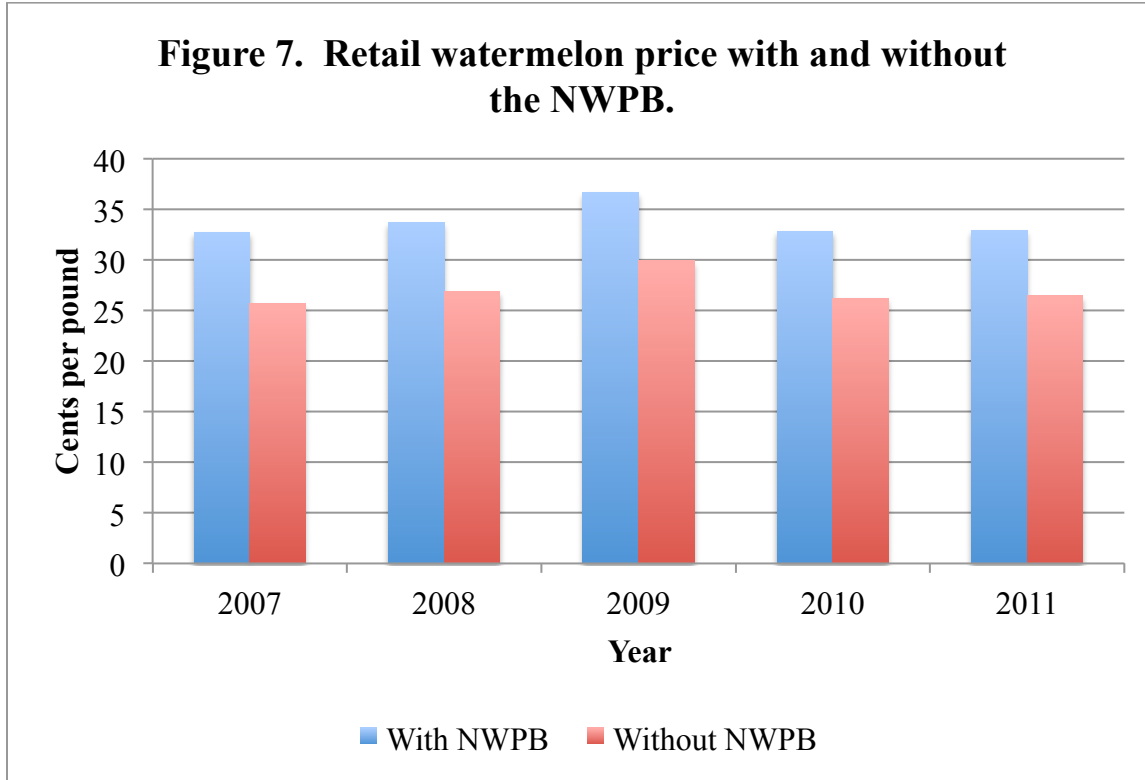 Figure 7.  Retail watermelon price with and without
the NWPB.
40
35
30
25
20
15
10
5
0
Cents per pound
2007 2008 2009 2010 2011
Year
With NWPB Without NWPB